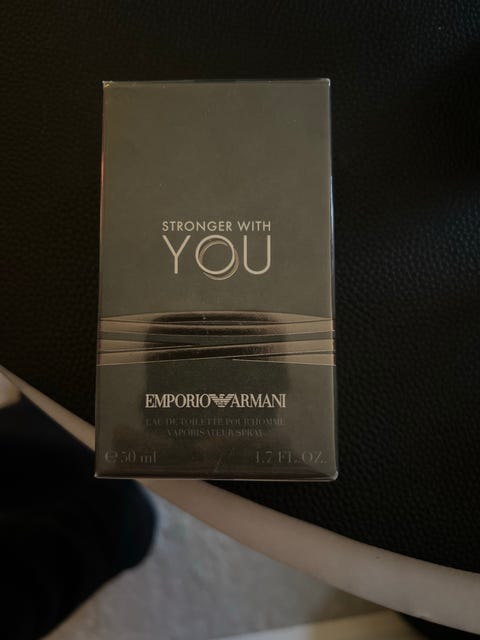 STRONGER WITH
YOU
EMPORIO ARMANI
EAU DE TOILETTE POUR HOMME
VAPORISATEUR SPRAY
℮ 50 ml 1.7 FL.OZ.